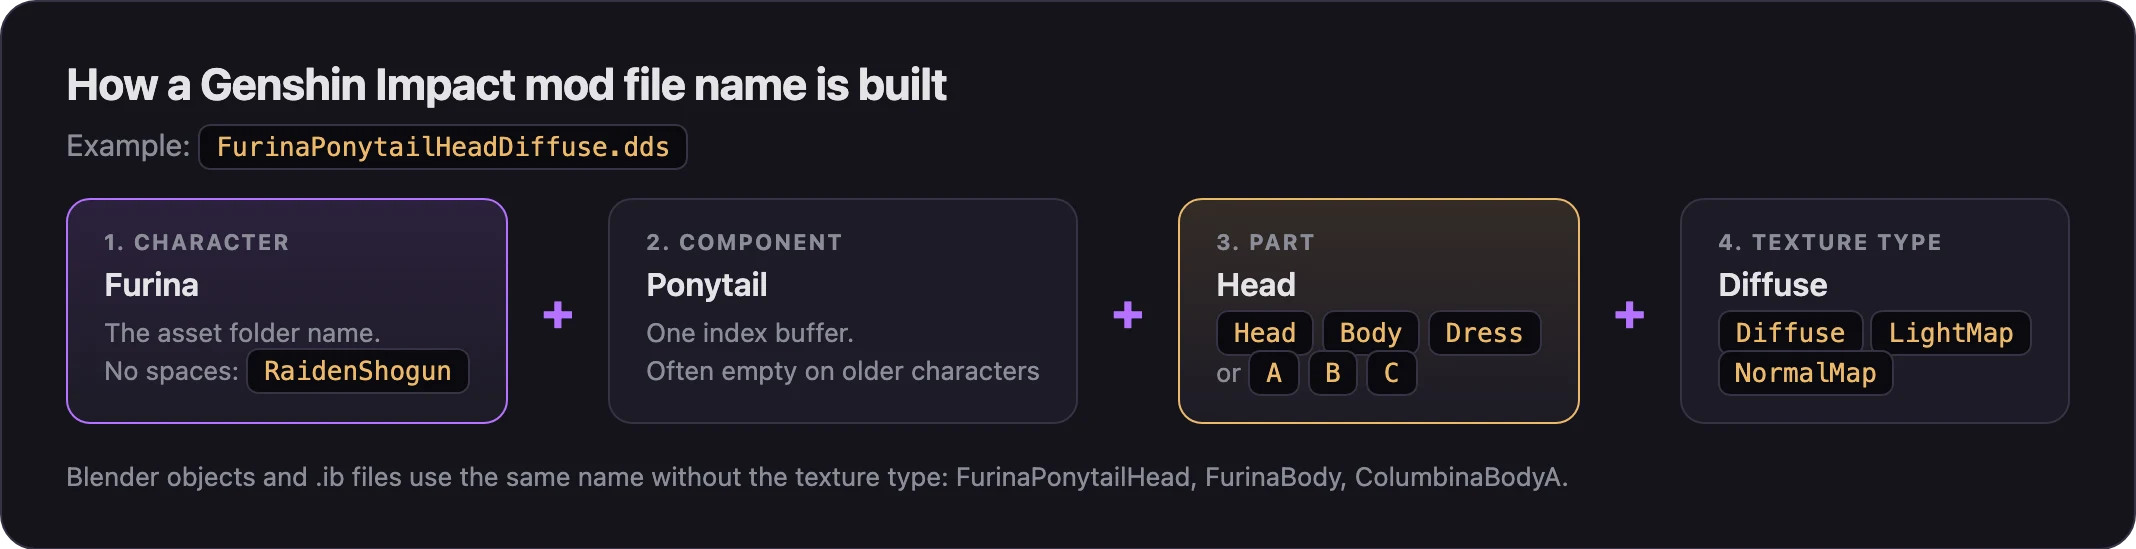 How a Genshin Impact mod file name is built
Example: FurinaPonytailHeadDiffuse.dds
1. CHARACTER
Furina
The asset folder name.
No spaces: RaidenShogun
+
2. COMPONENT
Ponytail
One index buffer.
Often empty on older characters
+
3. PART
Head
Head Body Dress
or A B C
+
4. TEXTURE TYPE
Diffuse
Diffuse LightMap
NormalMap
Blender objects and .ib files use the same name without the texture type: FurinaPonytailHead, FurinaBody, ColumbinaBodyA.